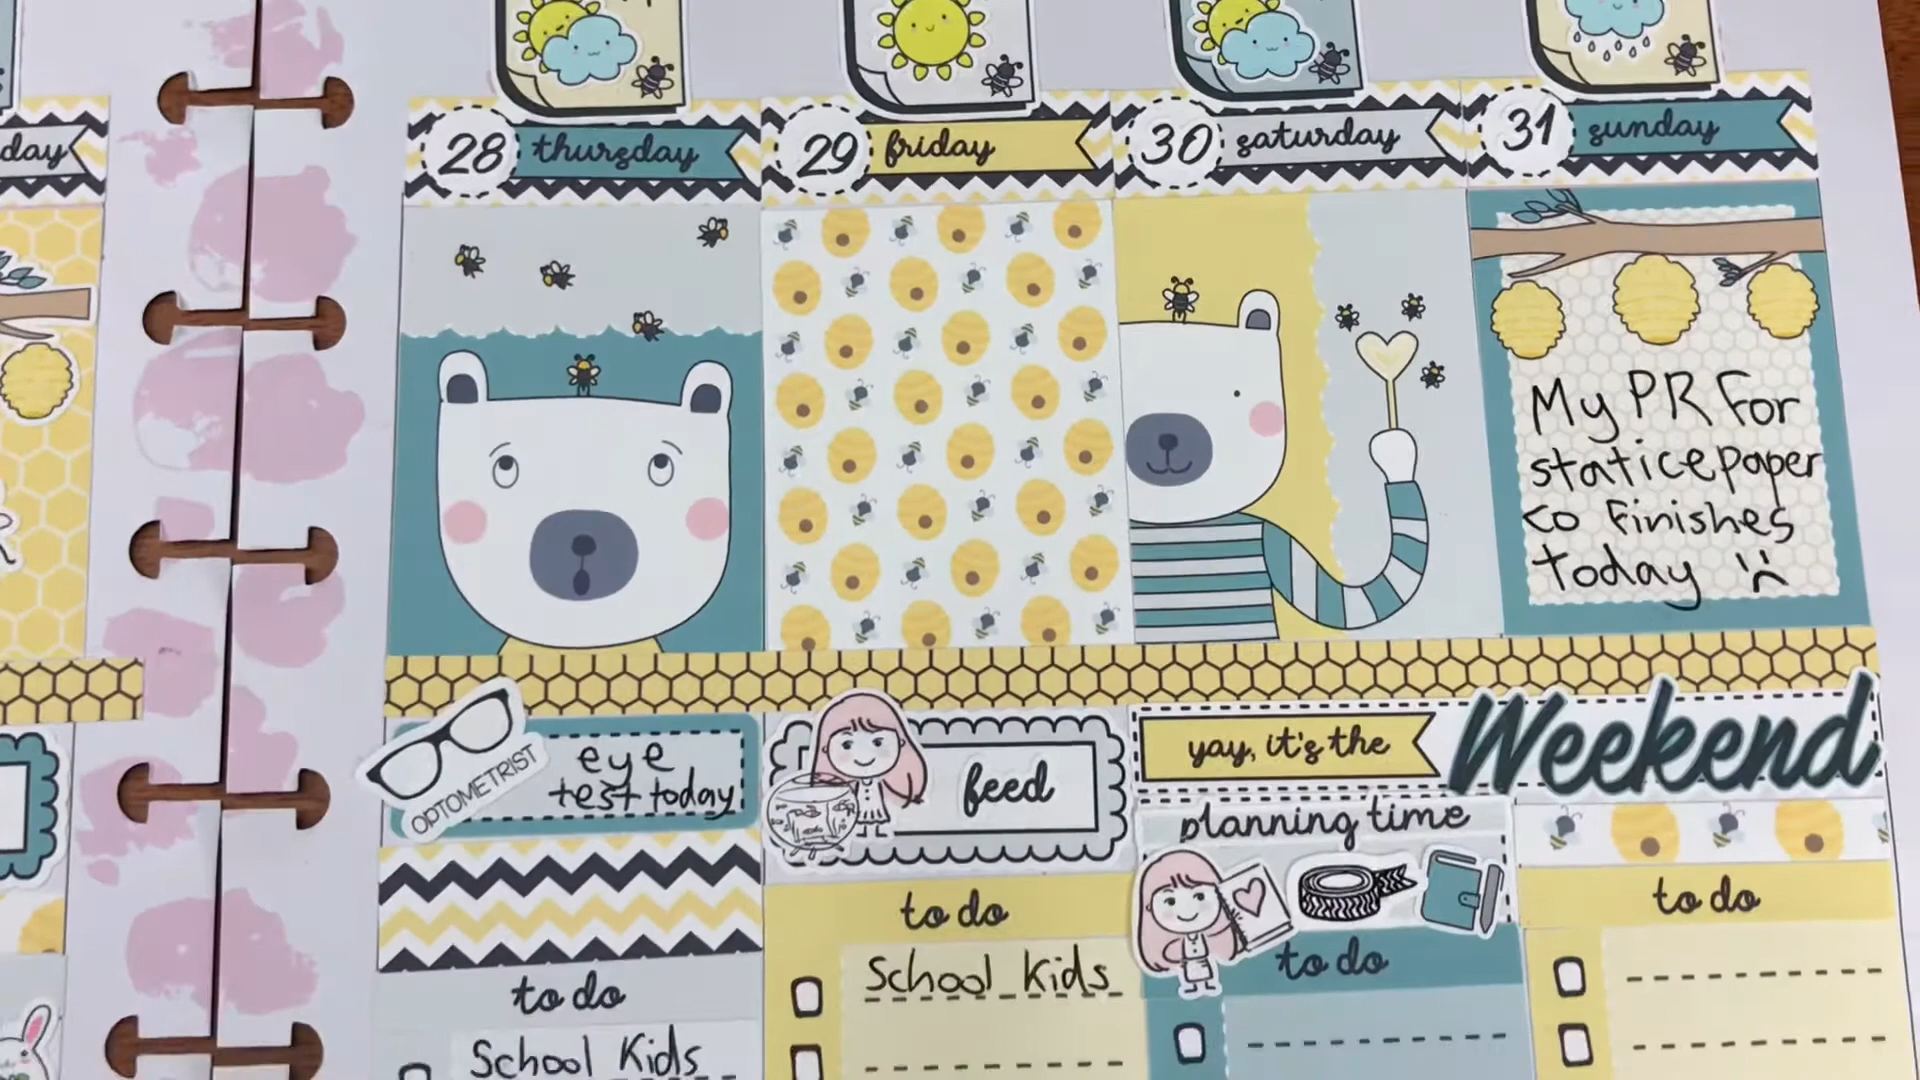 day
28 thursday
29 friday
30 saturday
31 sunday
My PR For
staticepaper
co Finishes
today
OPTOMETRIST
eye
test today
feed
yay, it's the
Weekend
planning time
to do
School Kids
to do
School Kids
to do
to do